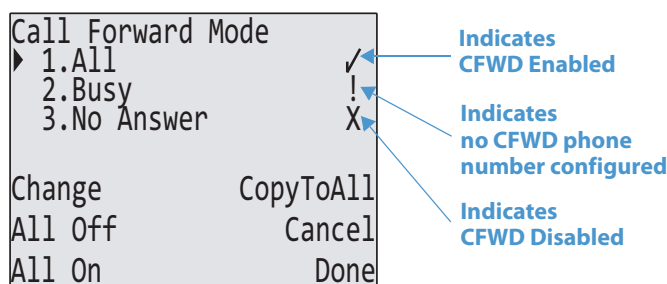 Call Forward Mode
1.All ✓
2.Busy !
3.No Answer X
Change CopyToAll
All Off Cancel
All On Done
Indicates
CFWD Enabled
Indicates
no CFWD phone
number configured
Indicates
CFWD Disabled